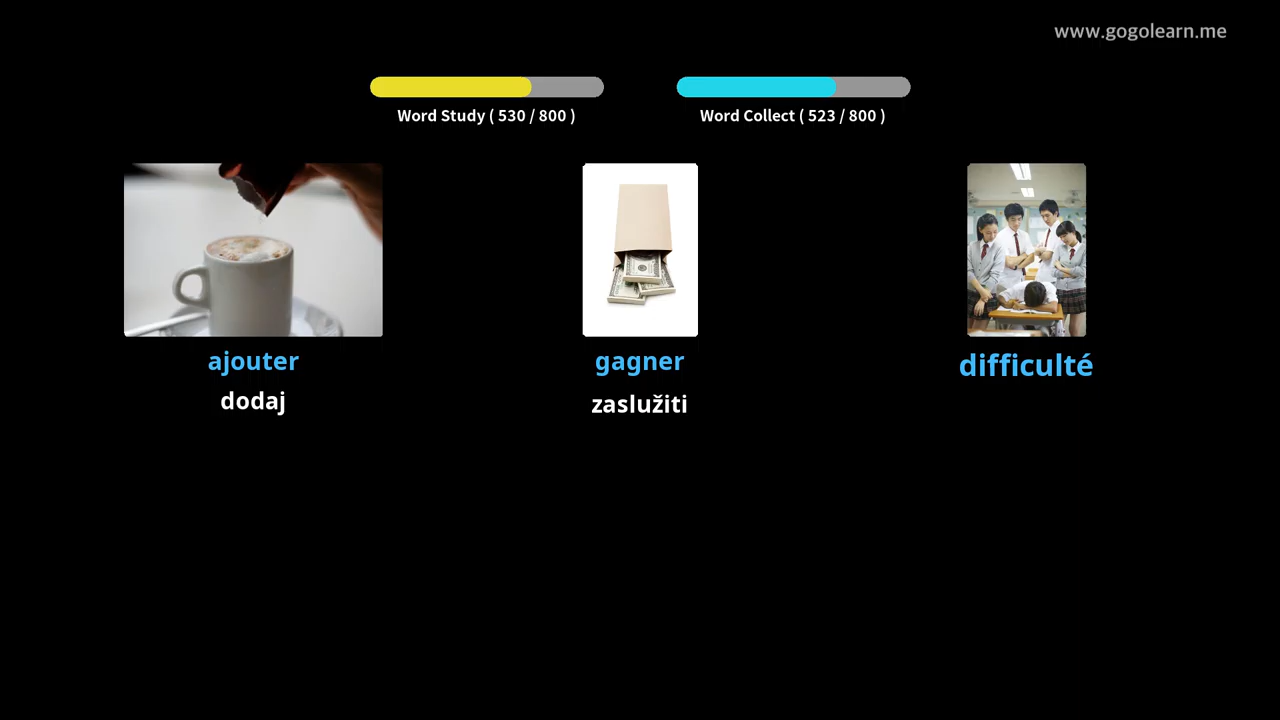 www.gogolearn.me
Word Study ( 530 / 800 )
Word Collect ( 523 / 800 )
ajouter
dodaj
gagner
zaslužiti
difficulté